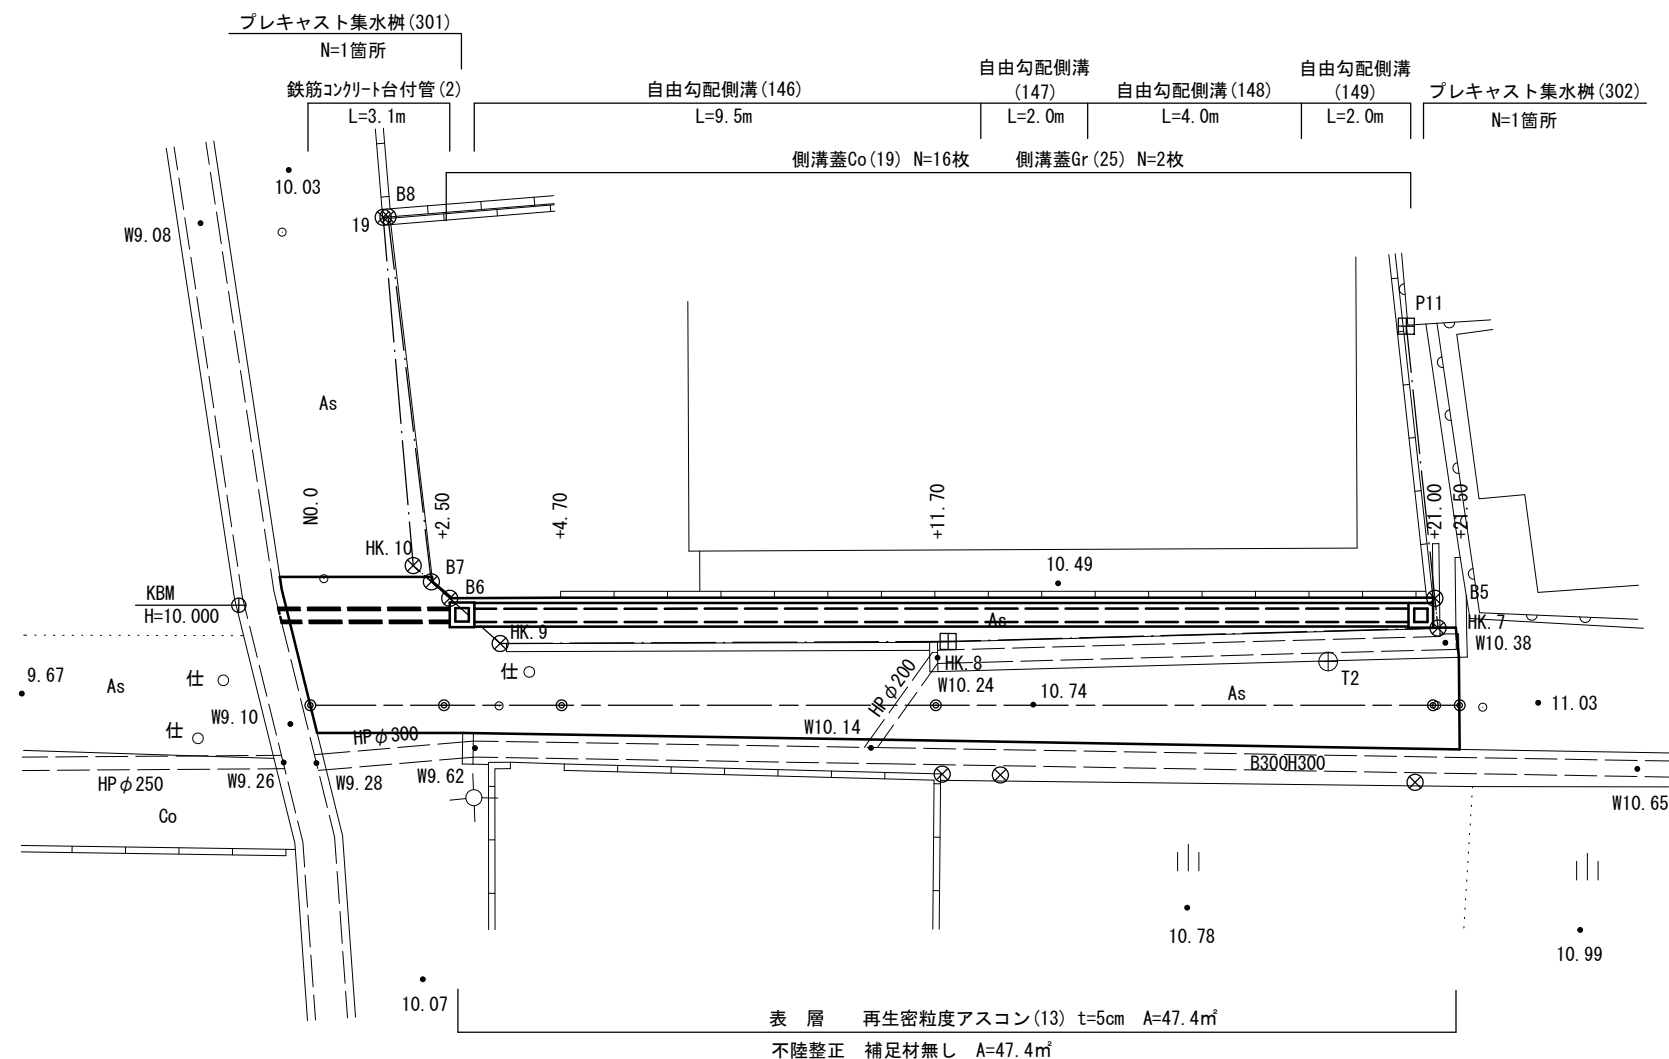 プレキャスト集水桝(301)
N=1箇所
鉄筋コンクリート台付管(2)
L=3.1m
自由勾配側溝(146)
L=9.5m
自由勾配側溝
(147)
L=2.0m
自由勾配側溝(148)
L=4.0m
自由勾配側溝
(149)
L=2.0m
プレキャスト集水桝(302)
N=1箇所
側溝蓋Co(19) N=16枚 側溝蓋Gr(25) N=2枚
10.03
B8
19
W9.08
P11
As
NO.0
+2.50
+4.70
+11.70
+21.00
+21.50
HK.10
B7
B6
10.49
B5
KBM
H=10.000
HK.9
As
HK.7
W10.38
HK.8
W10.24
T2
9.67
As
仕
仕
HPφ200
10.74
As
11.03
W9.10
仕
W10.14
HPφ300
HPφ250
W9.26
W9.28
W9.62
B300H300
W10.65
Co
10.78
10.99
10.07
表 層 再生密粒度アスコン(13) t=5cm A=47.4㎡
不陸整正 補足材無し A=47.4㎡